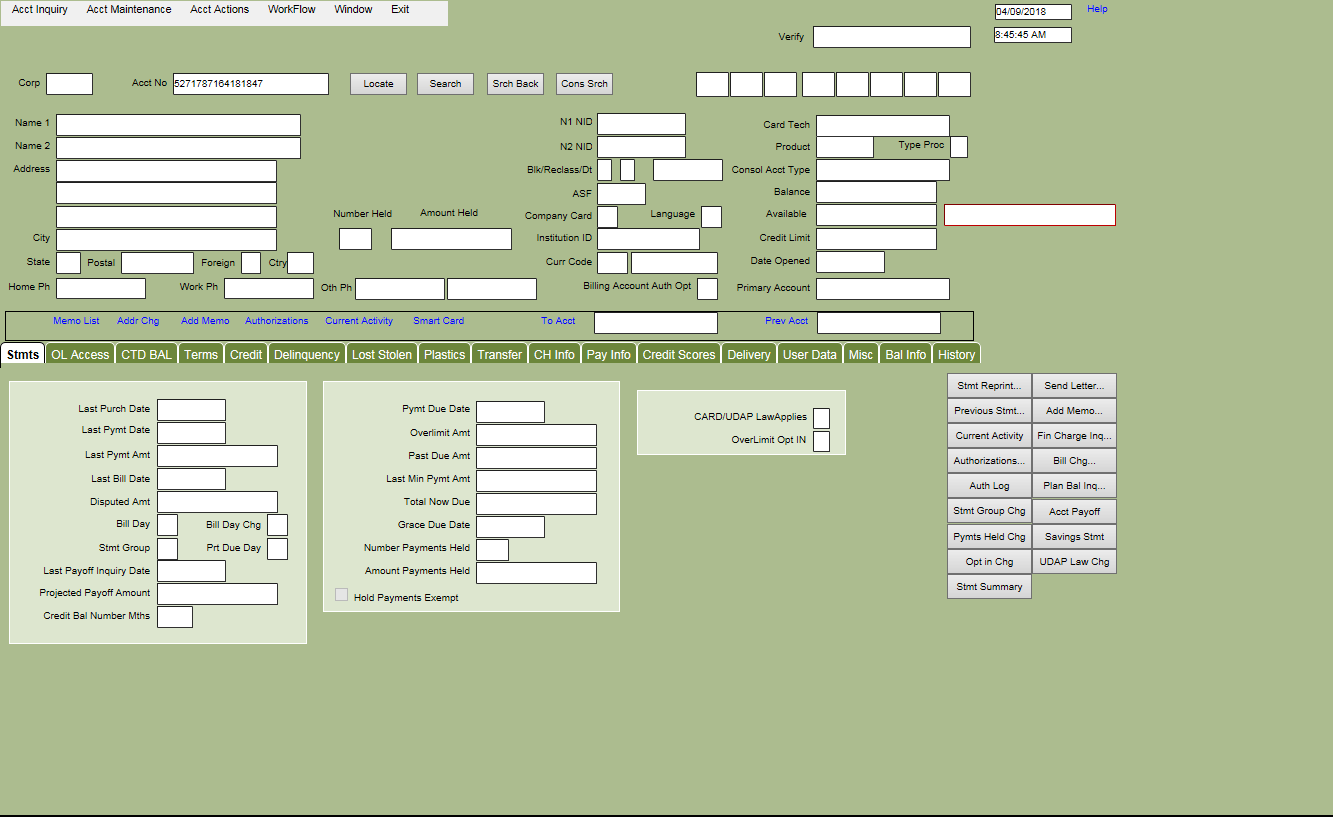 Acct Inquiry Acct Maintenance Acct Actions WorkFlow Window Exit 04/09/2018 Help
Verify 8:45:45 AM
Corp Acct No 5271787164181847 Locate Search Srch Back Cons Srch
Name 1 N1 NID Card Tech
Name 2 N2 NID Product Type Proc
Address Blk/Reclass/Dt Consol Acct Type
ASF Balance
Number Held Amount Held Company Card Language Available
City Institution ID Credit Limit
State Postal Foreign Ctry Curr Code Date Opened
Home Ph Work Ph Oth Ph Billing Account Auth Opt Primary Account
Memo List Addr Chg Add Memo Authorizations Current Activity Smart Card To Acct Prev Acct
Stmts OL Access CTD BAL Terms Credit Delinquency Lost Stolen Plastics Transfer CH Info Pay Info Credit Scores Delivery User Data Misc Bal Info History
Last Purch Date
Last Pymt Date
Last Pymt Amt
Last Bill Date
Disputed Amt
Bill Day Bill Day Chg
Stmt Group Prt Due Day
Last Payoff Inquiry Date
Projected Payoff Amount
Credit Bal Number Mths
Pymt Due Date
Overlimit Amt
Past Due Amt
Last Min Pymt Amt
Total Now Due
Grace Due Date
Number Payments Held
Amount Payments Held
Hold Payments Exempt
CARD/UDAP LawApplies
OverLimit Opt IN
Stmt Reprint... Send Letter...
Previous Stmt... Add Memo...
Current Activity Fin Charge Inq...
Authorizations... Bill Chg...
Auth Log Plan Bal Inq...
Stmt Group Chg Acct Payoff
Pymts Held Chg Savings Stmt
Opt in Chg UDAP Law Chg
Stmt Summary